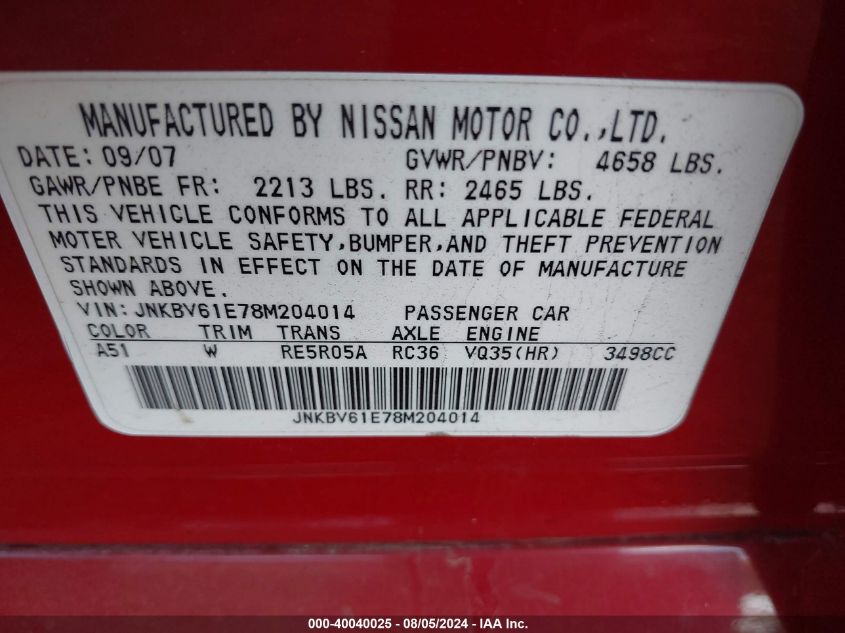 MANUFACTURED BY NISSAN MOTOR CO.,LTD.
DATE: 09/07 GVWR/PNBV: 4658 LBS.
GAWR/PNBE FR: 2213 LBS. RR: 2465 LBS.
THIS VEHICLE CONFORMS TO ALL APPLICABLE FEDERAL
MOTER VEHICLE SAFETY,BUMPER,AND THEFT PREVENTION
STANDARDS IN EFFECT ON THE DATE OF MANUFACTURE
SHOWN ABOVE.
VIN: JNKBV61E78M204014 PASSENGER CAR
COLOR TRIM TRANS AXLE ENGINE
A51 W RE5R05A RC36 VQ35(HR) 3498CC
JNKBV61E78M204014
000-40040025 - 08/05/2024 - IAA Inc.